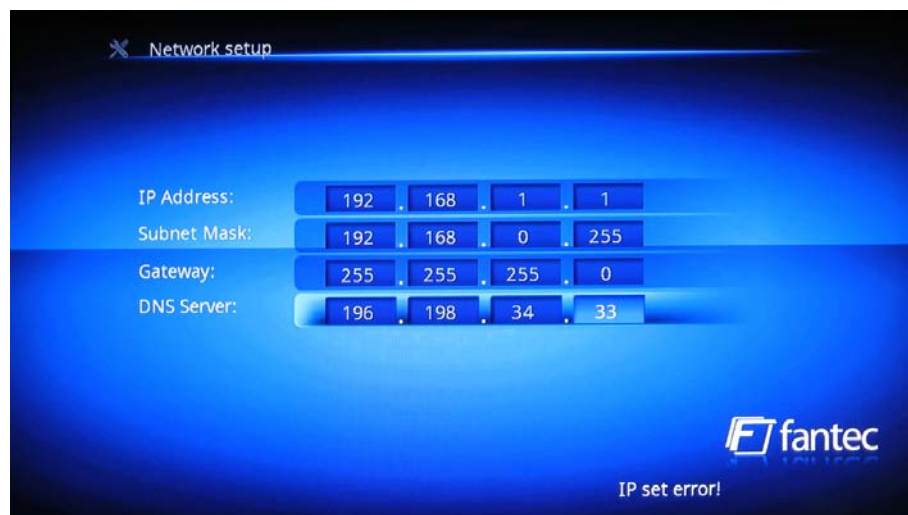 Network setup
IP Address: 192 . 168 . 1 . 1
Subnet Mask: 192 . 168 . 0 . 255
Gateway: 255 . 255 . 255 . 0
DNS Server: 196 . 198 . 34 . 33
F fantec
IP set error!